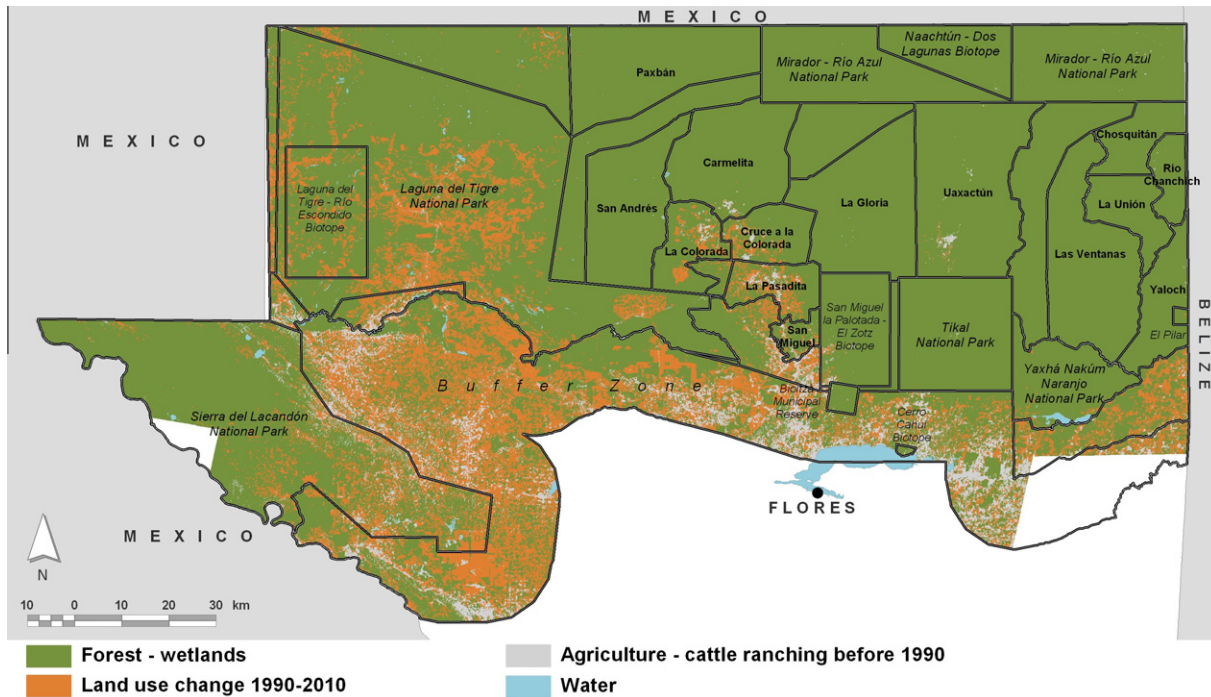 MEXICO
Naachtún - Dos
Lagunas Biotope
Mirador - Río Azul
National Park
Mirador - Río Azul
National Park
Paxbán
MEXICO
Chosquitán
Carmelita
Río
Chanchich
Laguna del
Tigre - Río
Escondido
Biotope
Laguna del Tigre
National Park
San Andrés
La Gloria
Uaxactún
La Unión
La Colorada
Cruce a la
Colorada
Las Ventanas
La Pasadita
Yaloch
BELIZE
San Miguel
la Palotada -
El Zotz
Biotope
Tikal
National Park
El Pilar
San
Miguel
Yaxhá Nakúm
Naranjo
National Park
Buffer Zone
Biotza
Municipal
Reserve
Cerro
Cahuí
Biotope
Sierra del Lacandón
National Park
FLORES
MEXICO
N
10 0 10 20 30 km
Forest - wetlands
Agriculture - cattle ranching before 1990
Land use change 1990-2010
Water